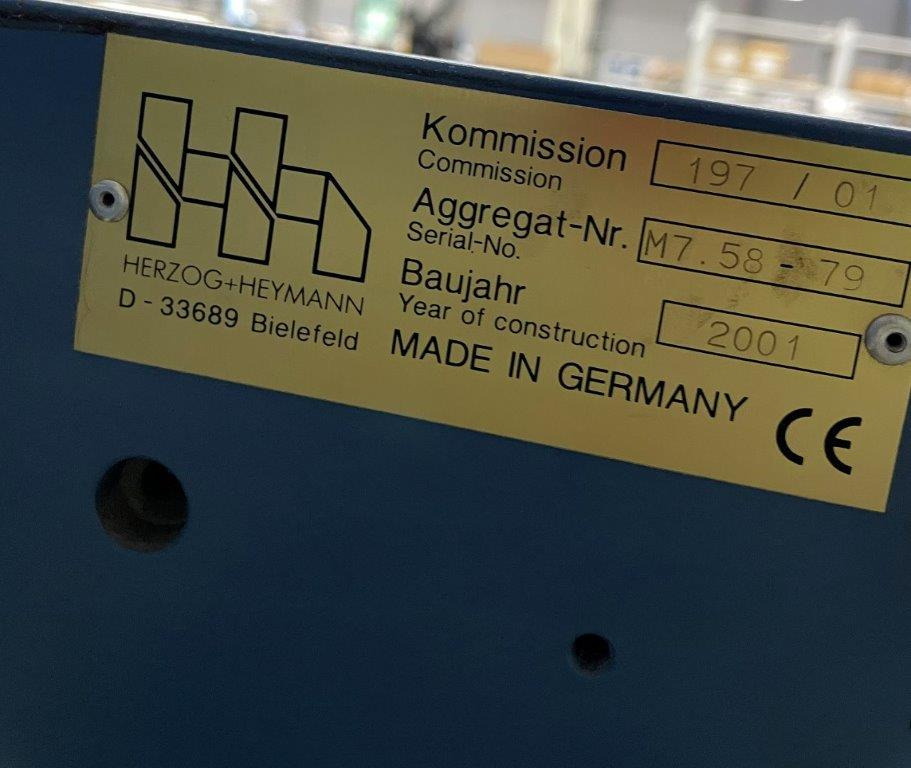 HERZOG+HEYMANN
D - 33689 Bielefeld
Kommission 197 / 01
Commission
Aggregat-Nr. M7.58 - 79
Serial-No.
Baujahr 2001
Year of construction
MADE IN GERMANY
CE